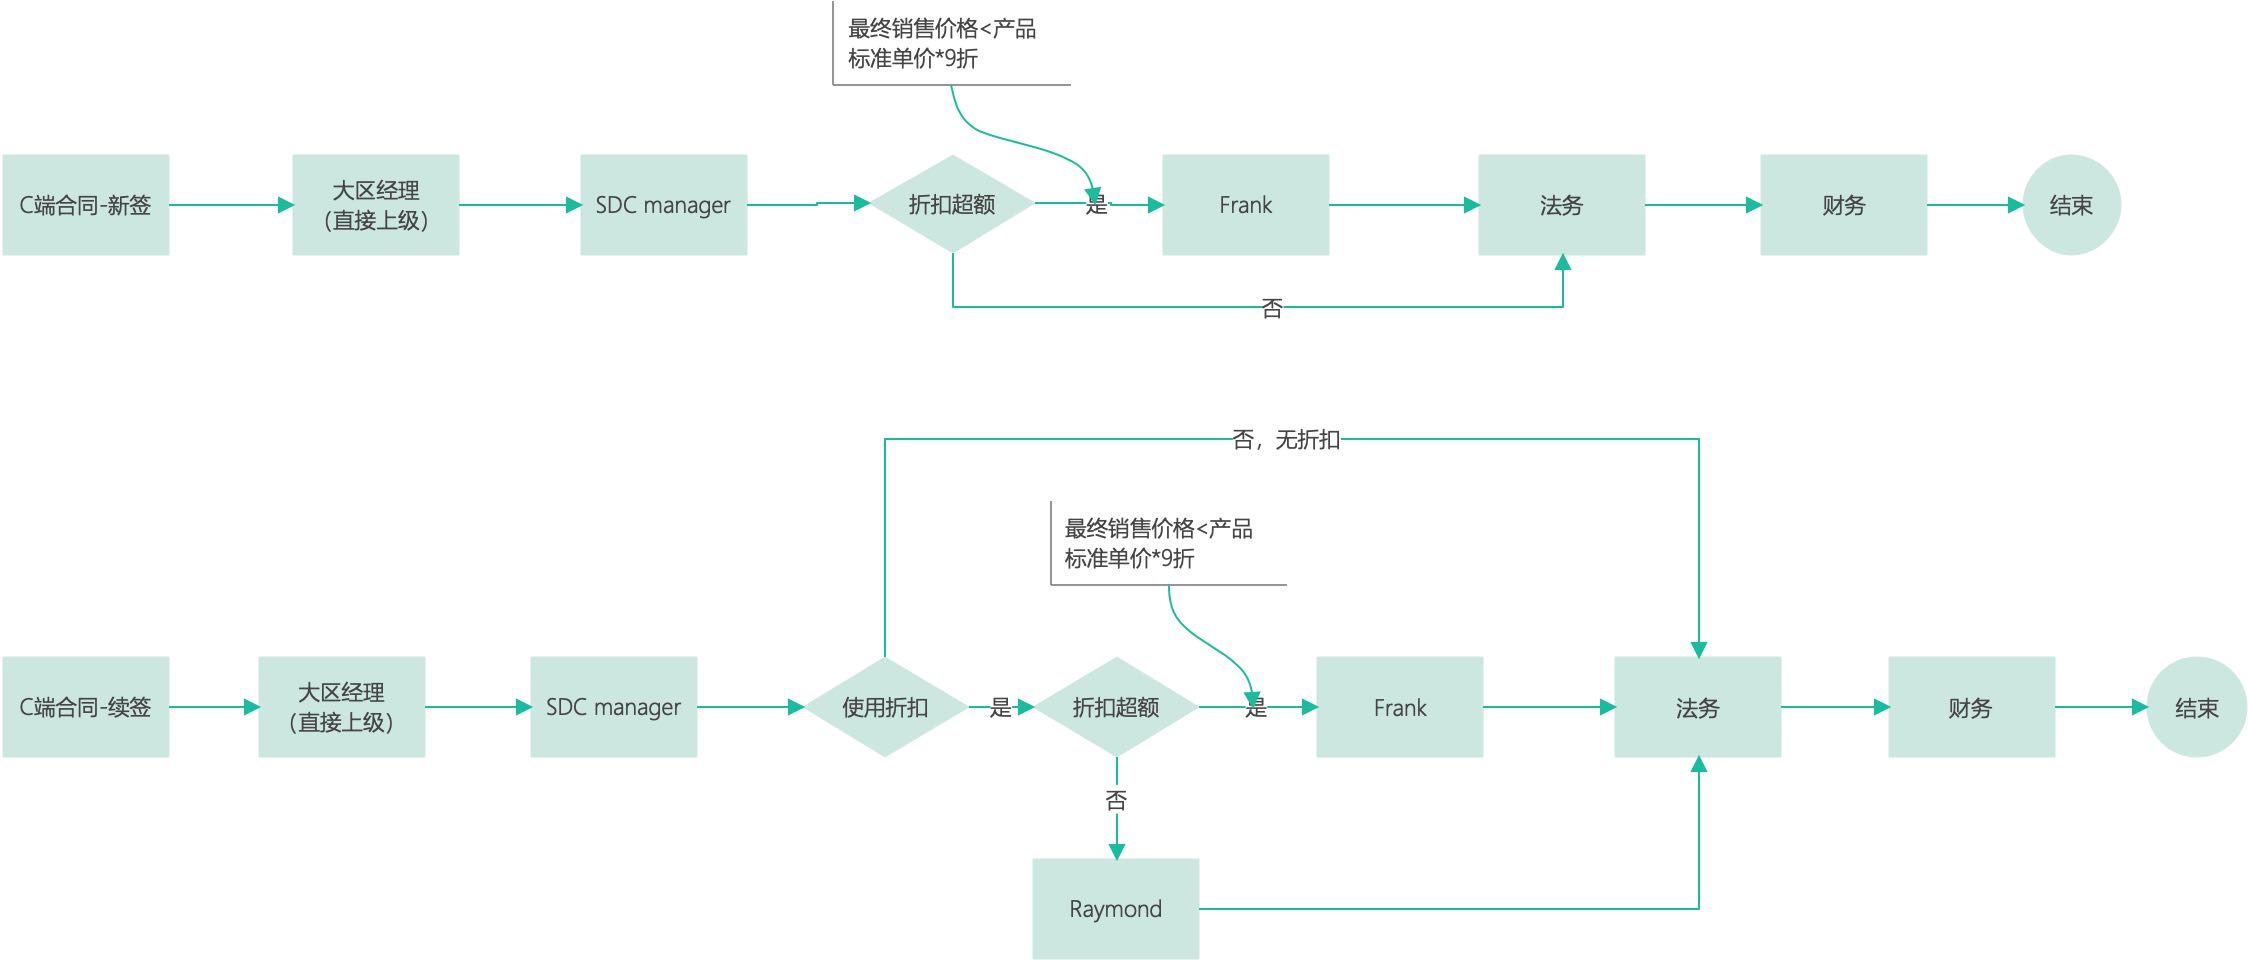 最终销售价格<产品
标准单价*9折
C端合同-新签
大区经理
（直接上级）
SDC manager
折扣超额
是
Frank
法务
财务
结束
否
否，无折扣
最终销售价格<产品
标准单价*9折
C端合同-续签
大区经理
（直接上级）
SDC manager
使用折扣
是
折扣超额
是
Frank
法务
财务
结束
否
Raymond